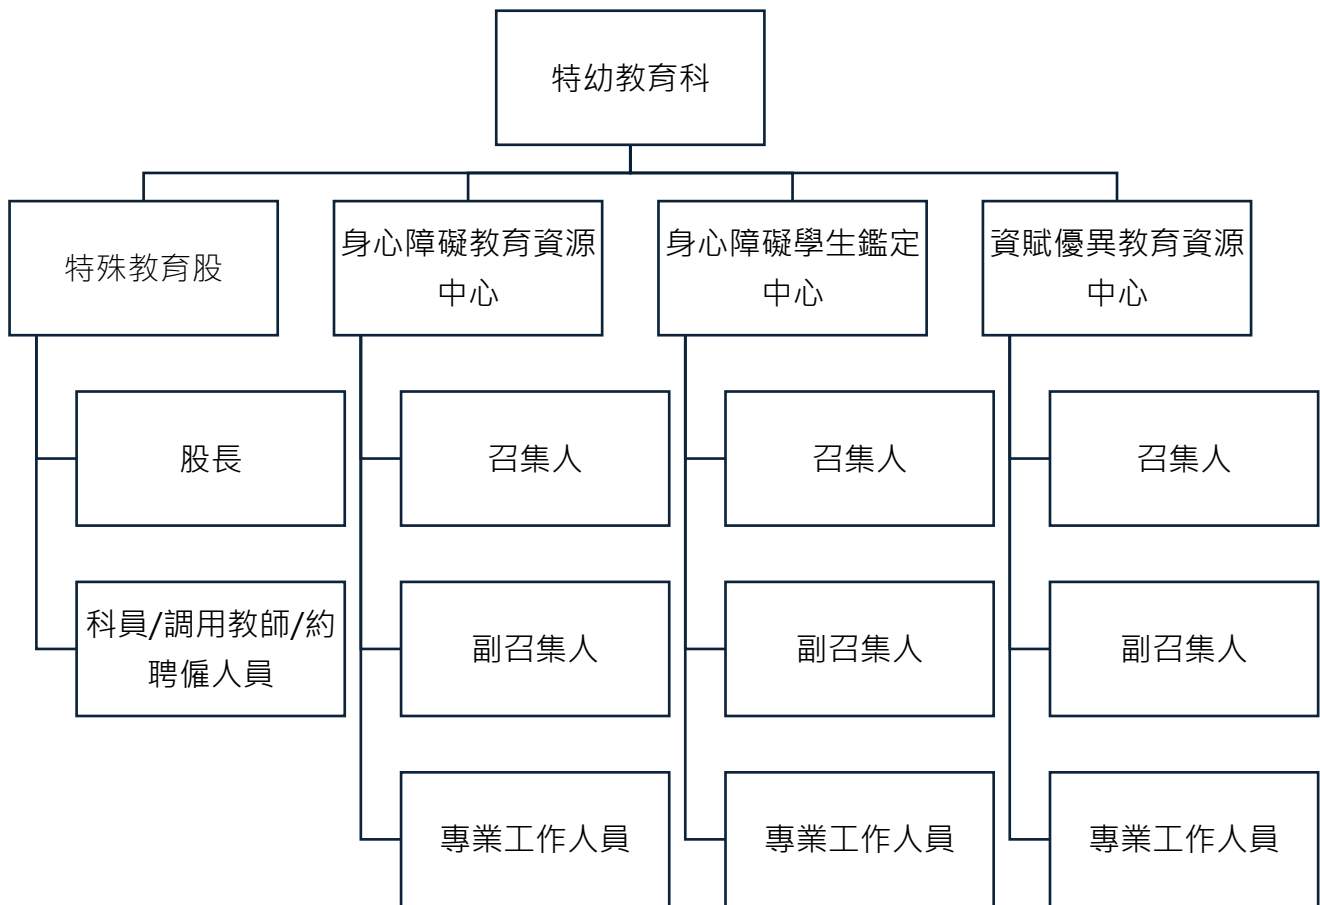 特幼教育科
特殊教育股
身心障礙教育資源
中心
身心障礙學生鑑定
中心
資賦優異教育資源
中心
股長
召集人
召集人
召集人
科員/調用教師/約
聘僱人員
副召集人
副召集人
副召集人
專業工作人員
專業工作人員
專業工作人員